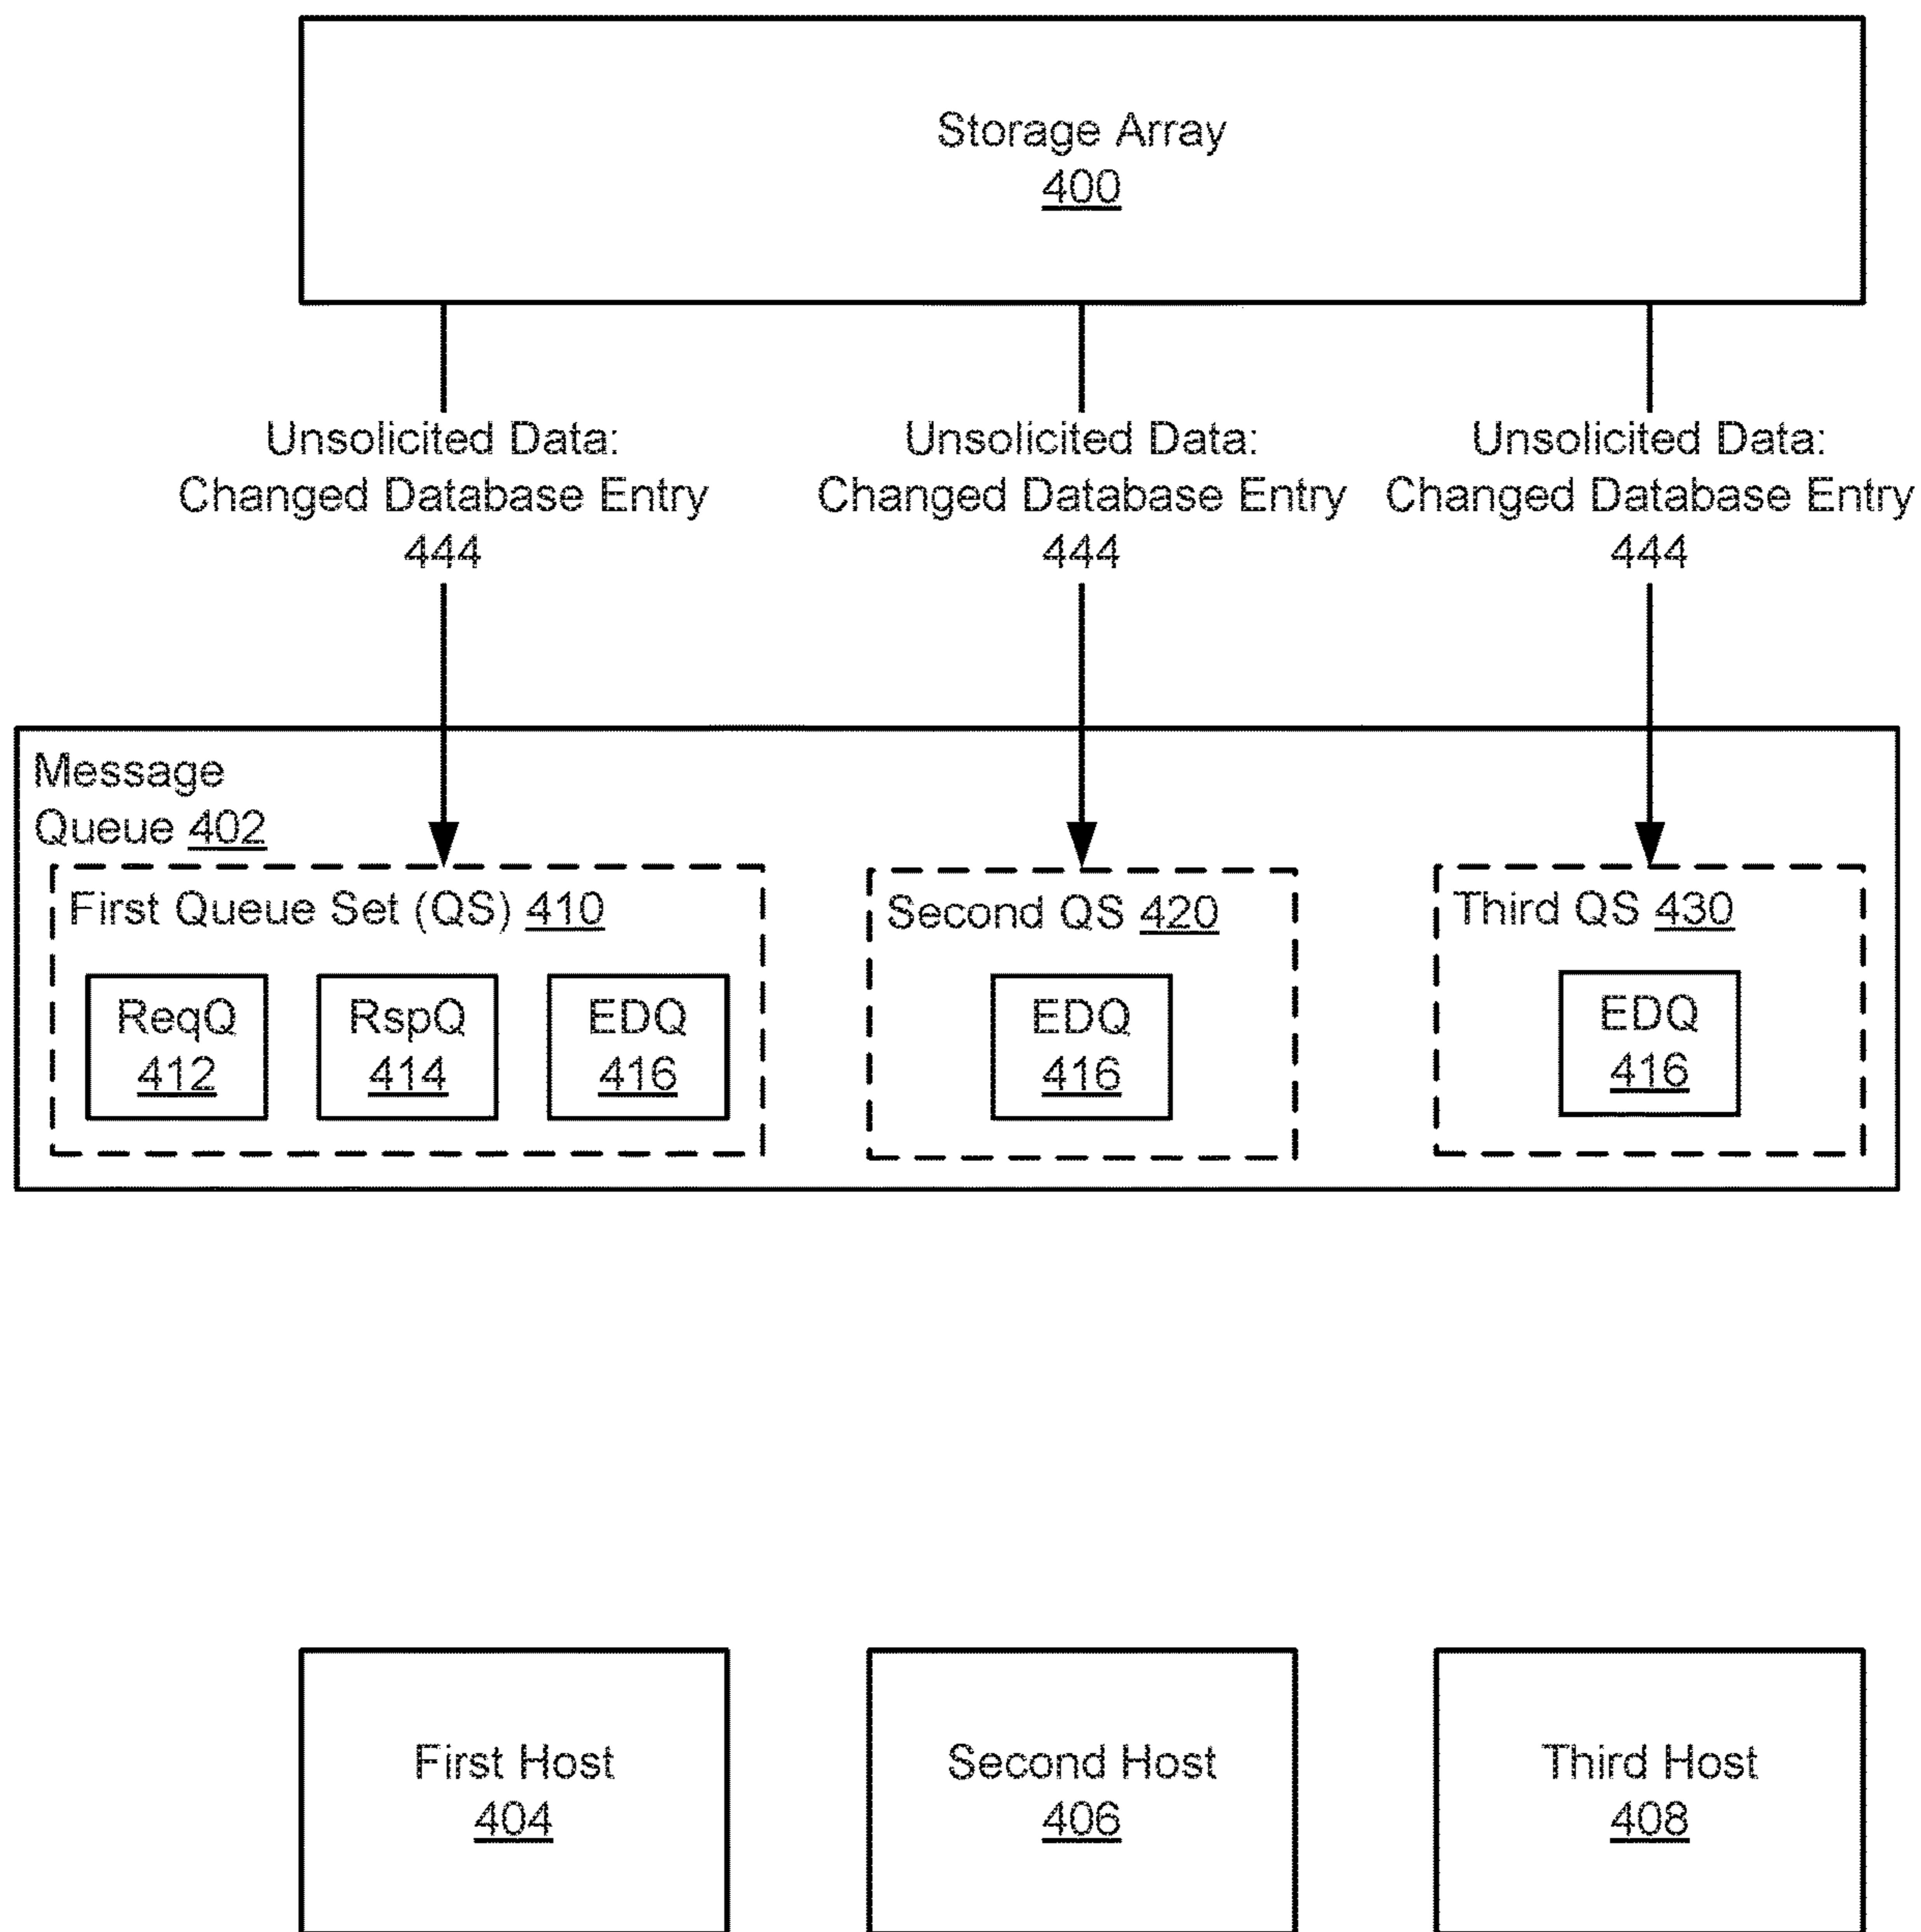 Storage Array
400
Unsolicited Data:
Changed Database Entry
444
Unsolicited Data:
Changed Database Entry
444
Unsolicited Data:
Changed Database Entry
444
Message
Queue 402
First Queue Set (QS) 410
ReqQ
412
RspQ
414
EDQ
416
Second QS 420
EDQ
416
Third QS 430
EDQ
416
First Host
404
Second Host
406
Third Host
408